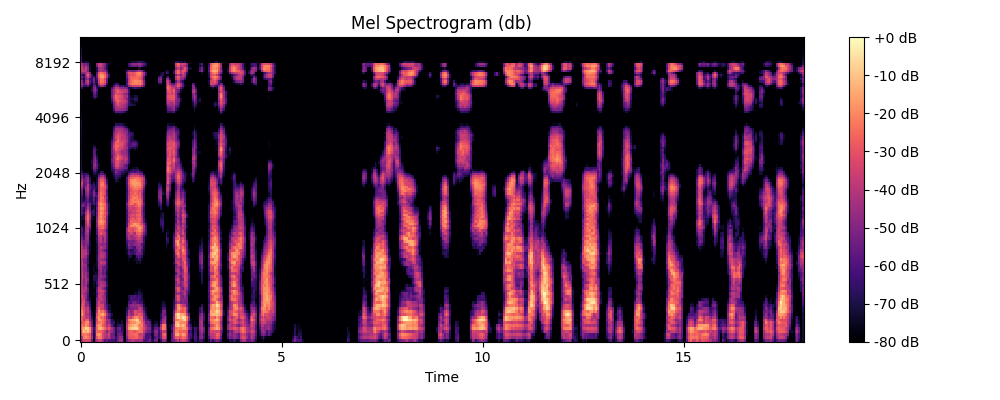 Mel Spectrogram (db)
+0 dB
8192
-10 dB
4096
-20 dB
-30 dB
2048
Hz
-40 dB
1024
-50 dB
512
-60 dB
-70 dB
0
-80 dB
0 5 10 15
Time